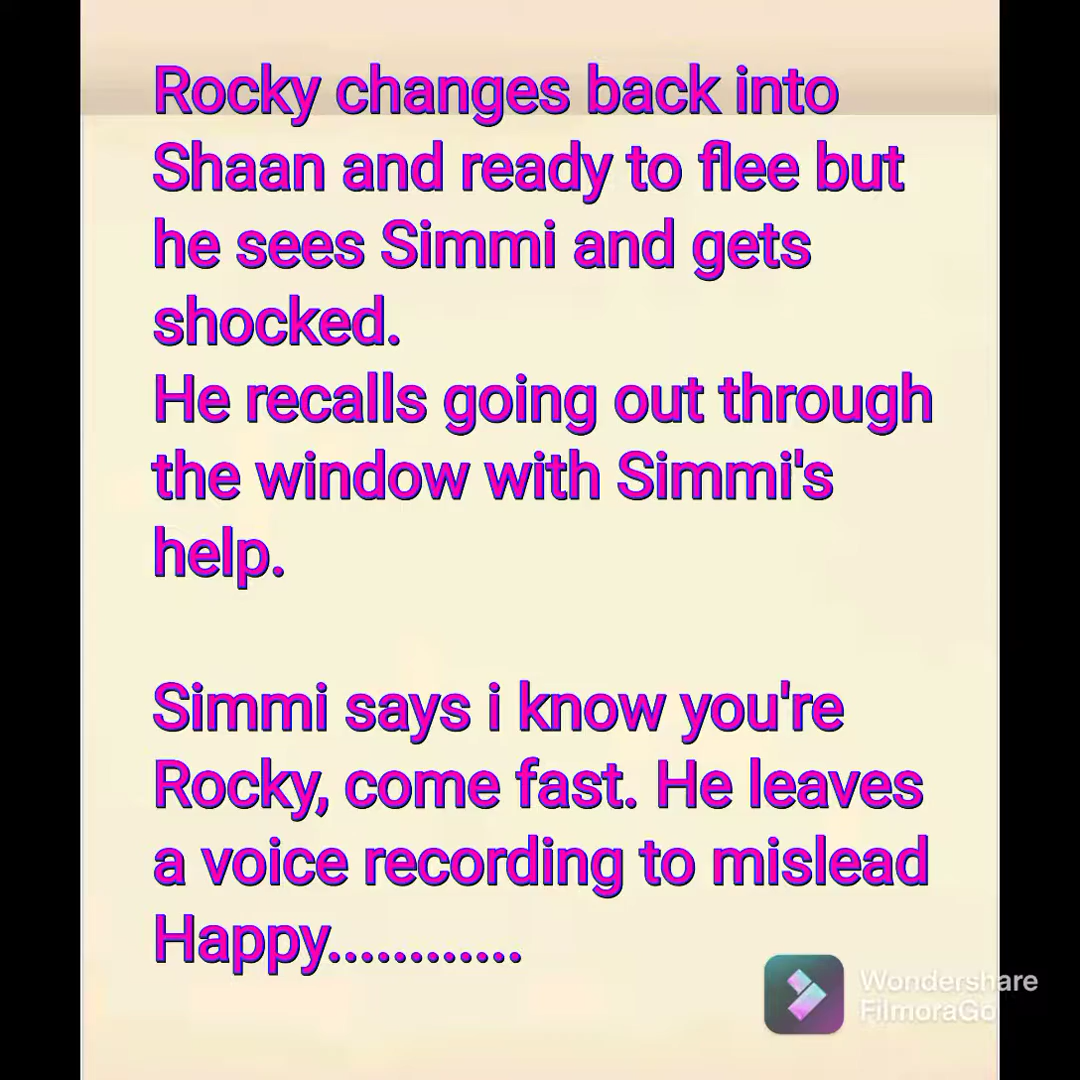 Rocky changes back into
Shaan and ready to flee but
he sees Simmi and gets
shocked.
He recalls going out through
the window with Simmi's
help.
Simmi says i know you're
Rocky, come fast. He leaves
a voice recording to mislead
Happy............
Wondershare
FilmoraGo